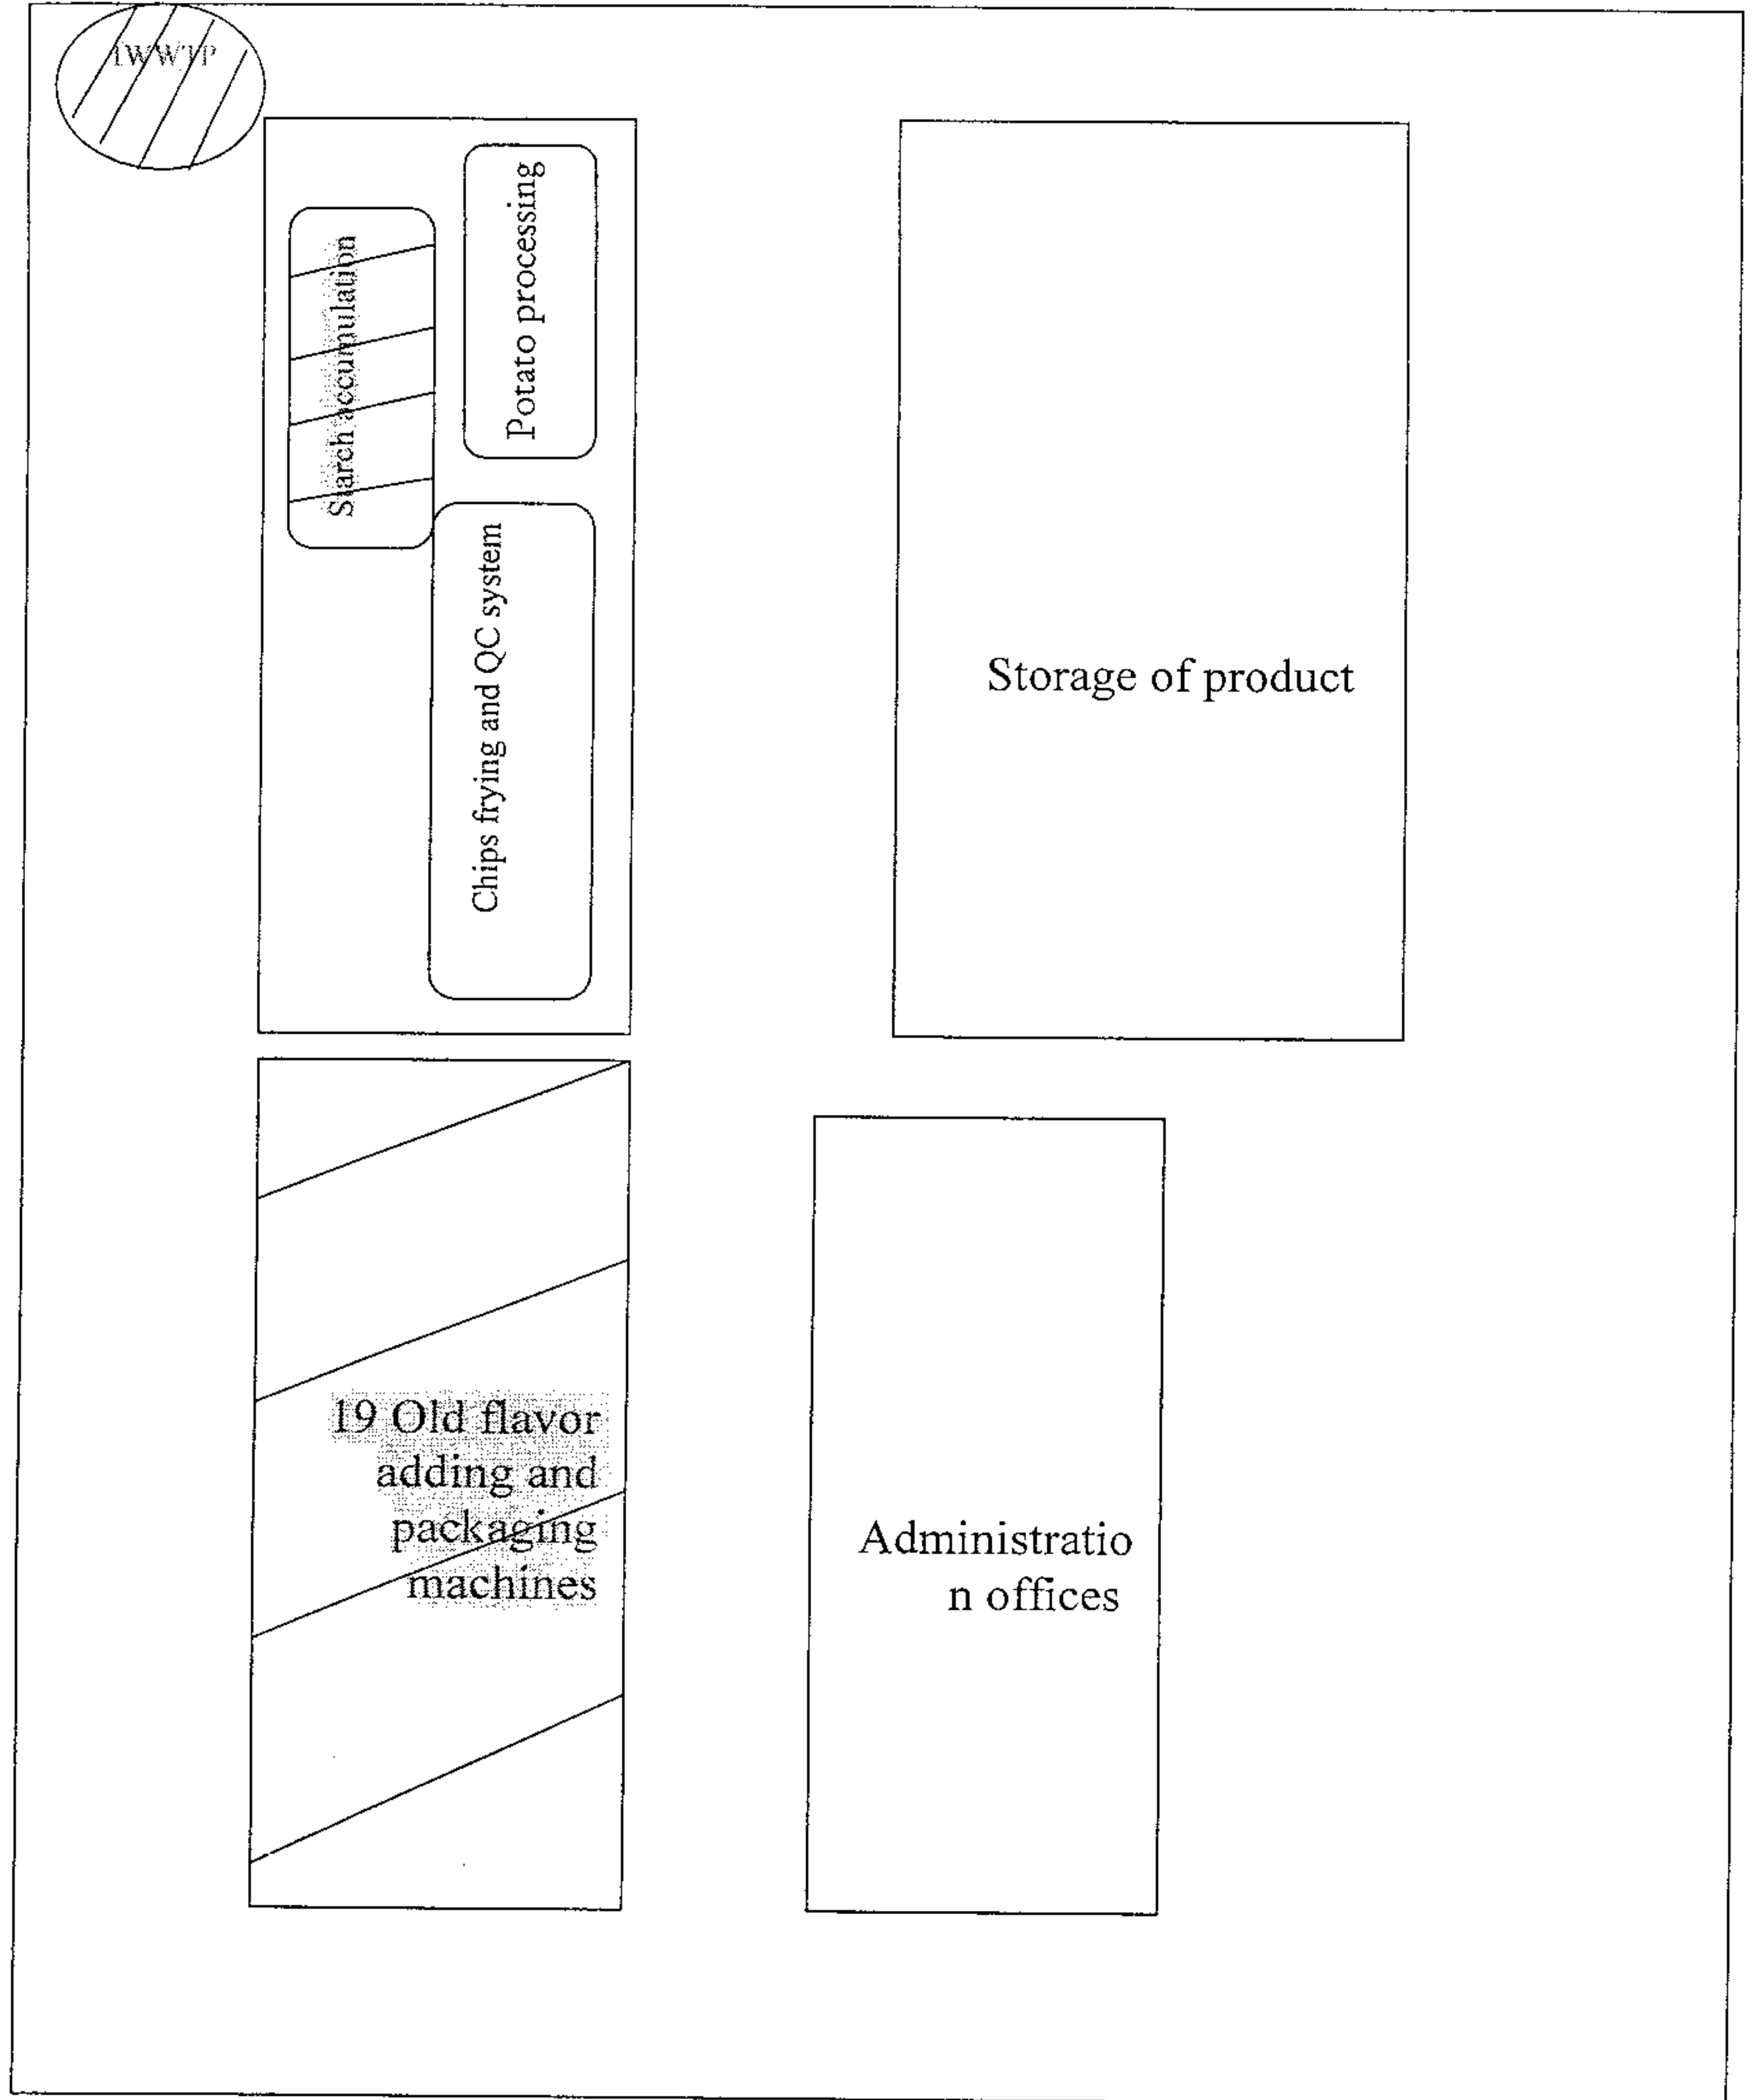 IWWTP
Starch accumulation
Potato processing
Chips frying and QC system
Storage of product
19 Old flavor
adding and
packaging
machines
Administratio
n offices